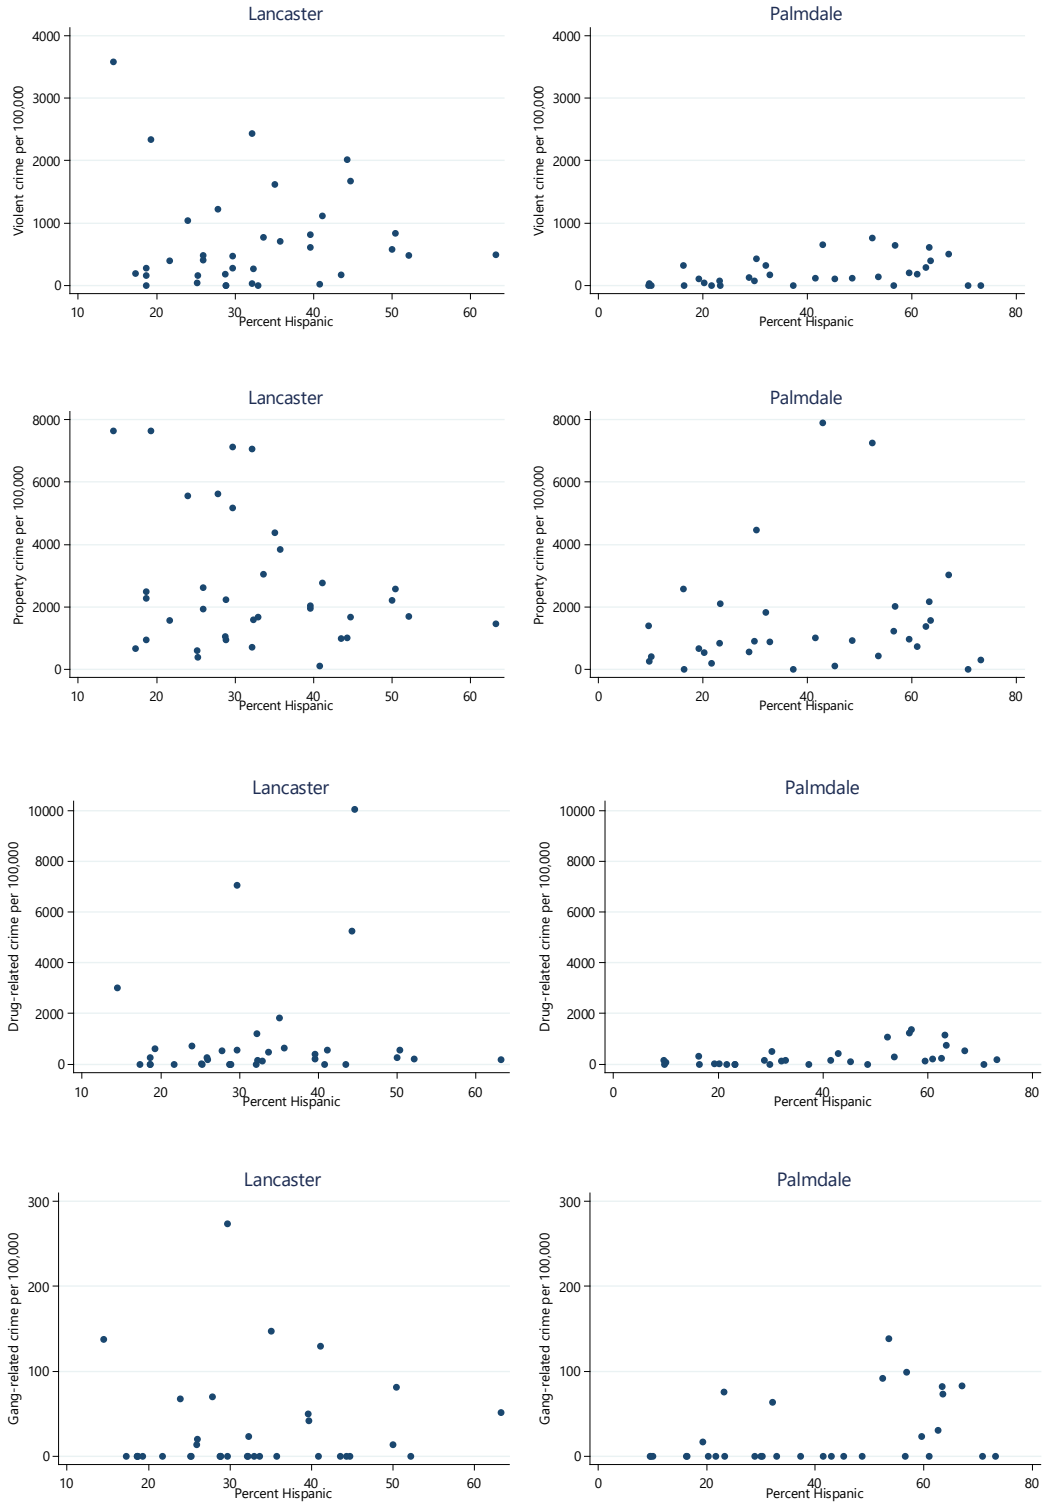 Lancaster
Palmdale
Violent crime per 100,000
4000
3000
2000
1000
0
10 20 30 40 50 60
Percent Hispanic
Violent crime per 100,000
4000
3000
2000
1000
0
0 20 40 60 80
Percent Hispanic
Lancaster
Palmdale
Property crime per 100,000
8000
6000
4000
2000
0
10 20 30 40 50 60
Percent Hispanic
Property crime per 100,000
8000
6000
4000
2000
0
0 20 40 60 80
Percent Hispanic
Lancaster
Palmdale
Drug-related crime per 100,000
10000
8000
6000
4000
2000
0
10 20 30 40 50 60
Percent Hispanic
Drug-related crime per 100,000
10000
8000
6000
4000
2000
0
0 20 40 60 80
Percent Hispanic
Lancaster
Palmdale
Gang-related crime per 100,000
300
200
100
0
10 20 30 40 50 60
Percent Hispanic
Gang-related crime per 100,000
300
200
100
0
0 20 40 60 80
Percent Hispanic